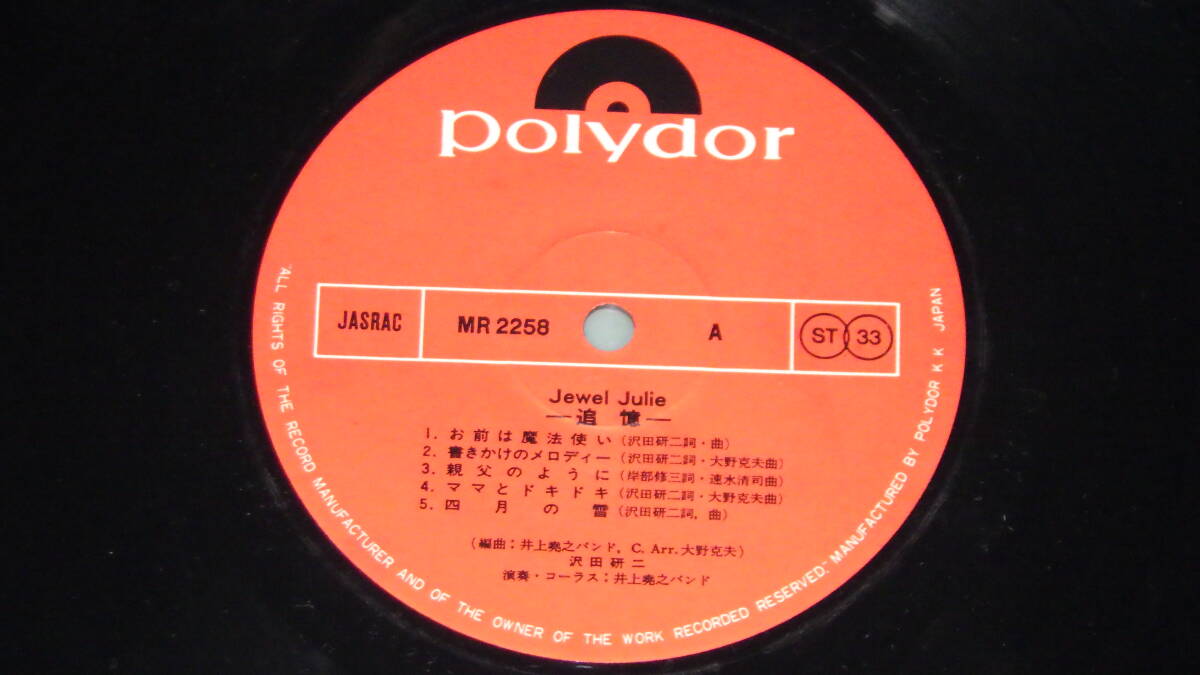 polydor
JASRAC
MR 2258
A
ST 33
Jewel Julie
—追憶—
1. お前は魔法使い (沢田研二詞・曲)
2. 書きかけのメロディー (沢田研二詞・大野克夫曲)
3. 親父のように (岸部修三詞・速水清司曲)
4. ママとドキドキ (沢田研二詞・大野克夫曲)
5. 四月の雪 (沢田研二詞, 曲)
(編曲；井上堯之バンド, C. Arr. 大野克夫)
沢田研二
演奏・コーラス；井上堯之バンド
"ALL RIGHTS OF THE RECORD MANUFACTURER AND OF THE OWNER OF THE WORK RECORDED RESERVED" MANUFACTURED BY POLYDOR K K JAPAN